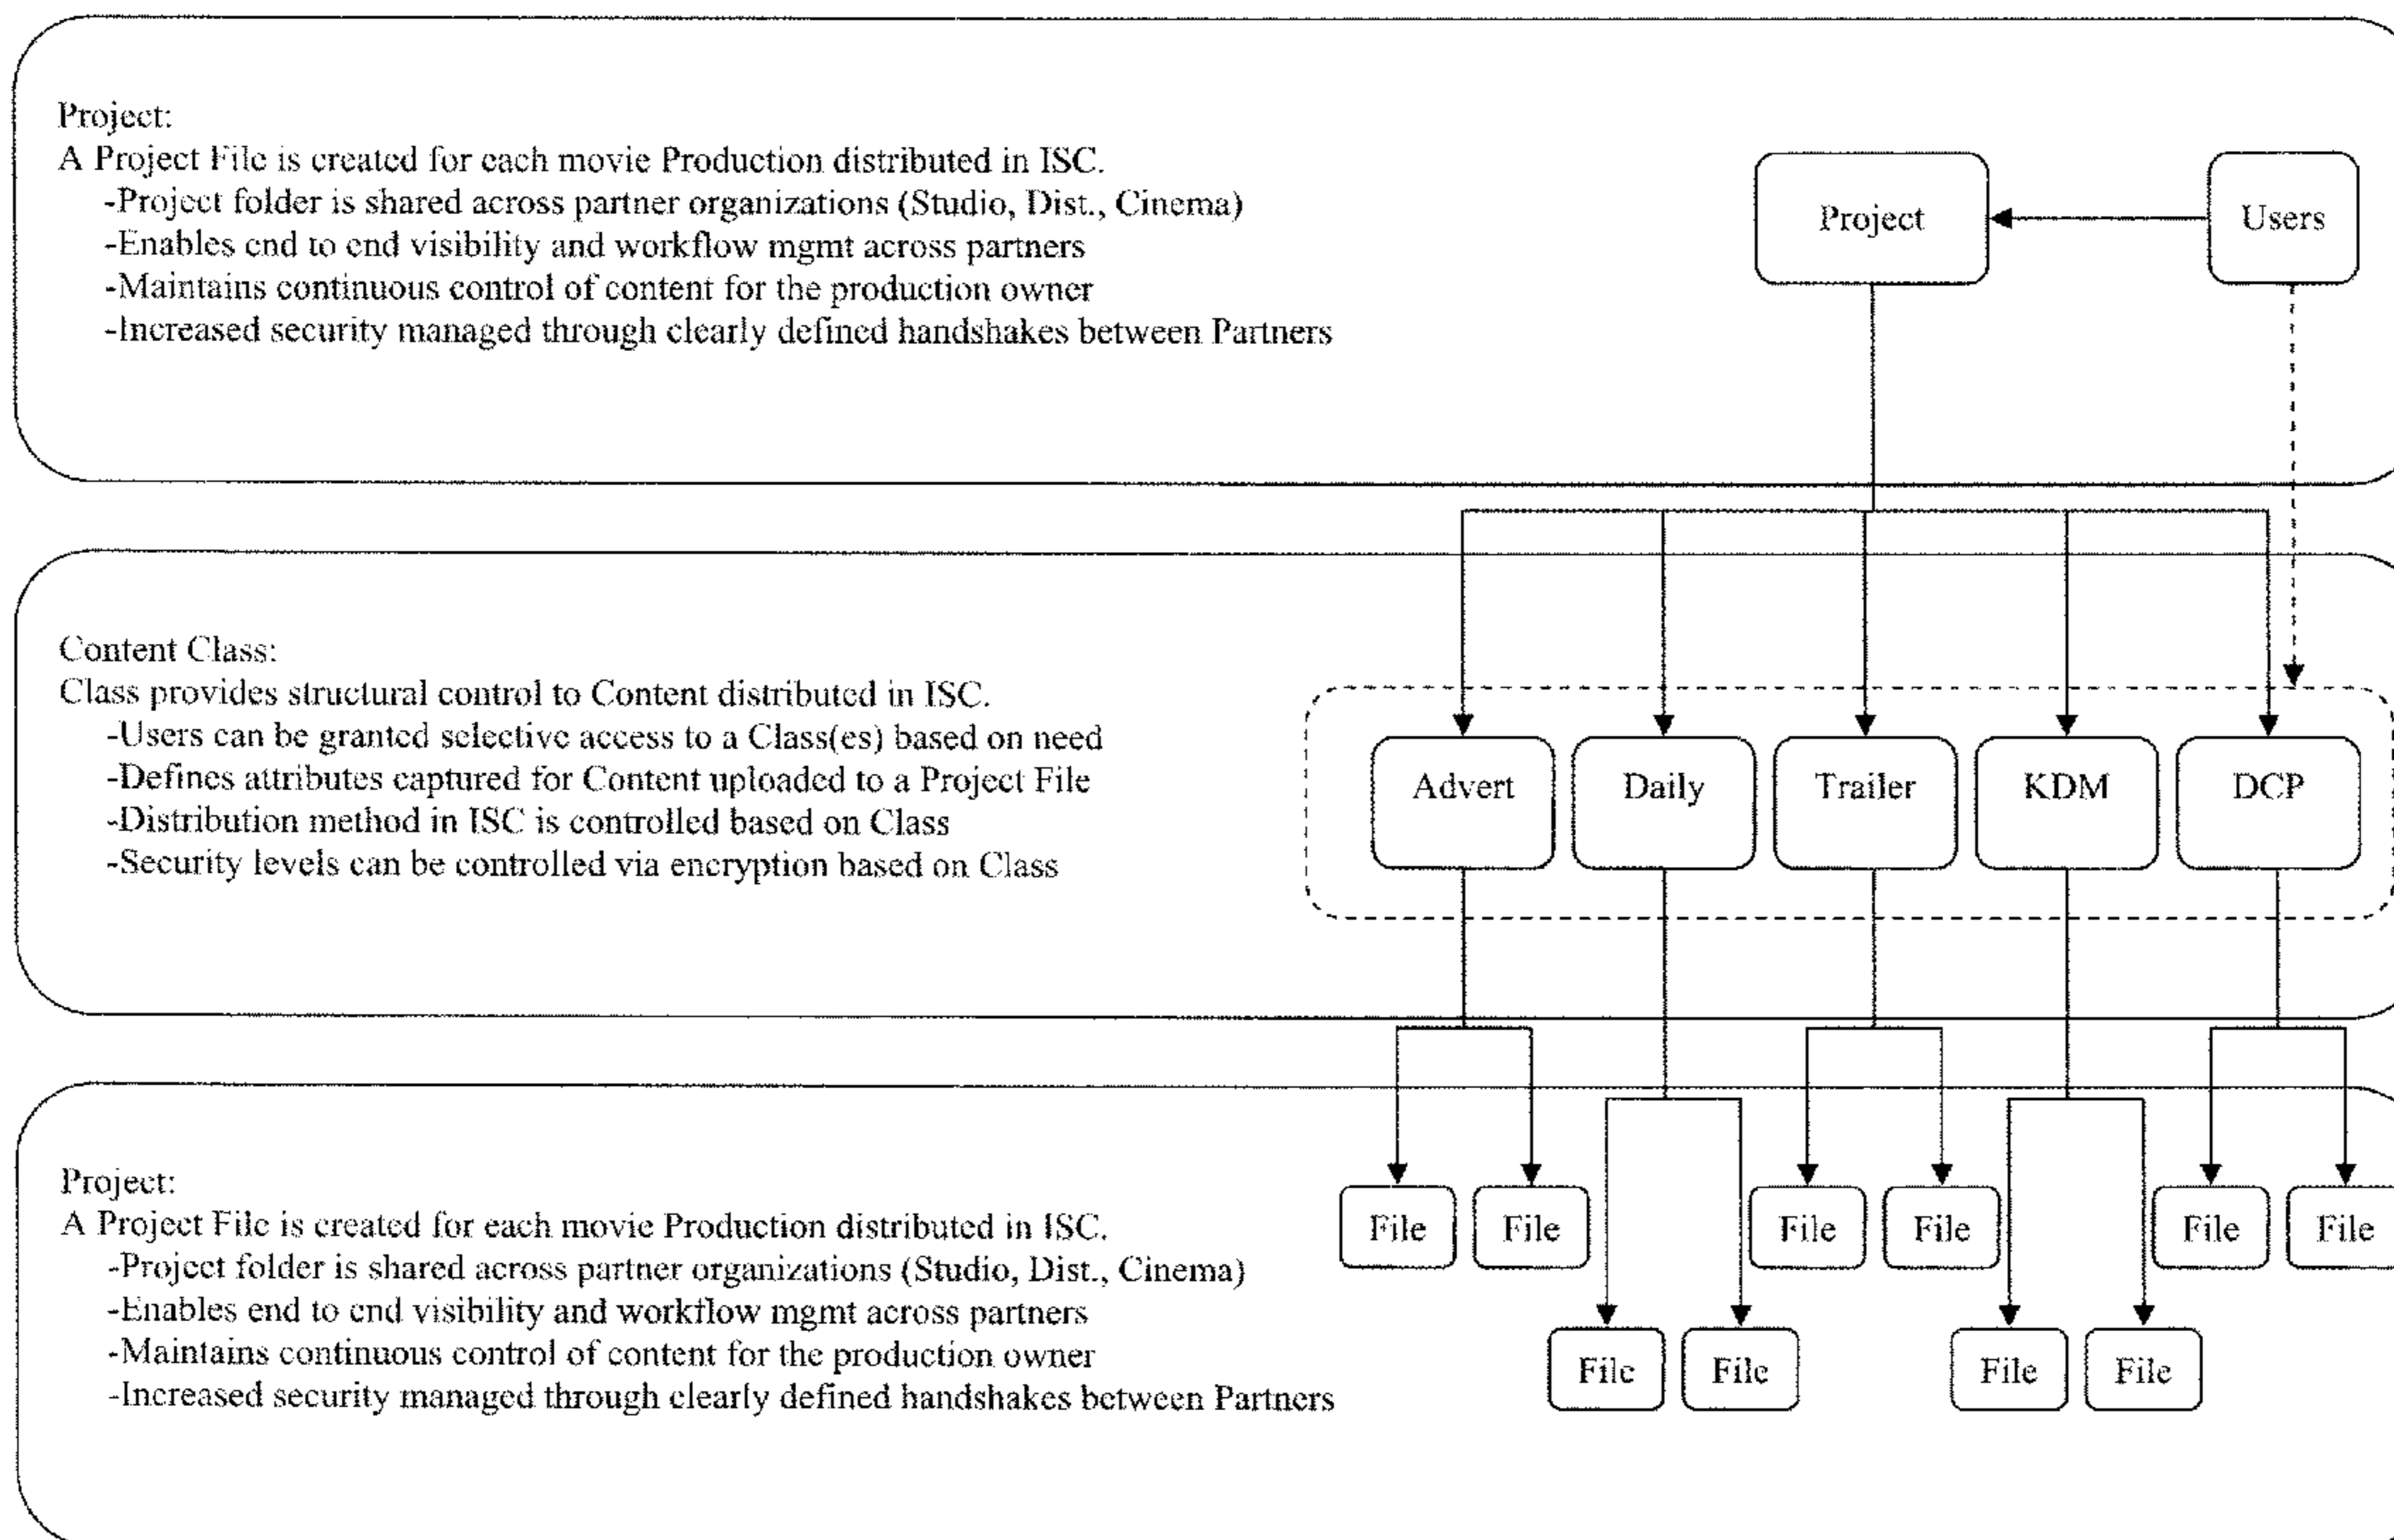 Project:
A Project File is created for each movie Production distributed in ISC.
-Project folder is shared across partner organizations (Studio, Dist., Cinema)
-Enables end to end visibility and workflow mgmt across partners
-Maintains continuous control of content for the production owner
-Increased security managed through clearly defined handshakes between Partners
Project
Users
Content Class:
Class provides structural control to Content distributed in ISC.
-Users can be granted selective access to a Class(es) based on need
-Defines attributes captured for Content uploaded to a Project File
-Distribution method in ISC is controlled based on Class
-Security levels can be controlled via encryption based on Class
Advert
Daily
Trailer
KDM
DCP
Project:
A Project File is created for each movie Production distributed in ISC.
-Project folder is shared across partner organizations (Studio, Dist., Cinema)
-Enables end to end visibility and workflow mgmt across partners
-Maintains continuous control of content for the production owner
-Increased security managed through clearly defined handshakes between Partners
File
File
File
File
File
File
File
File
File
File